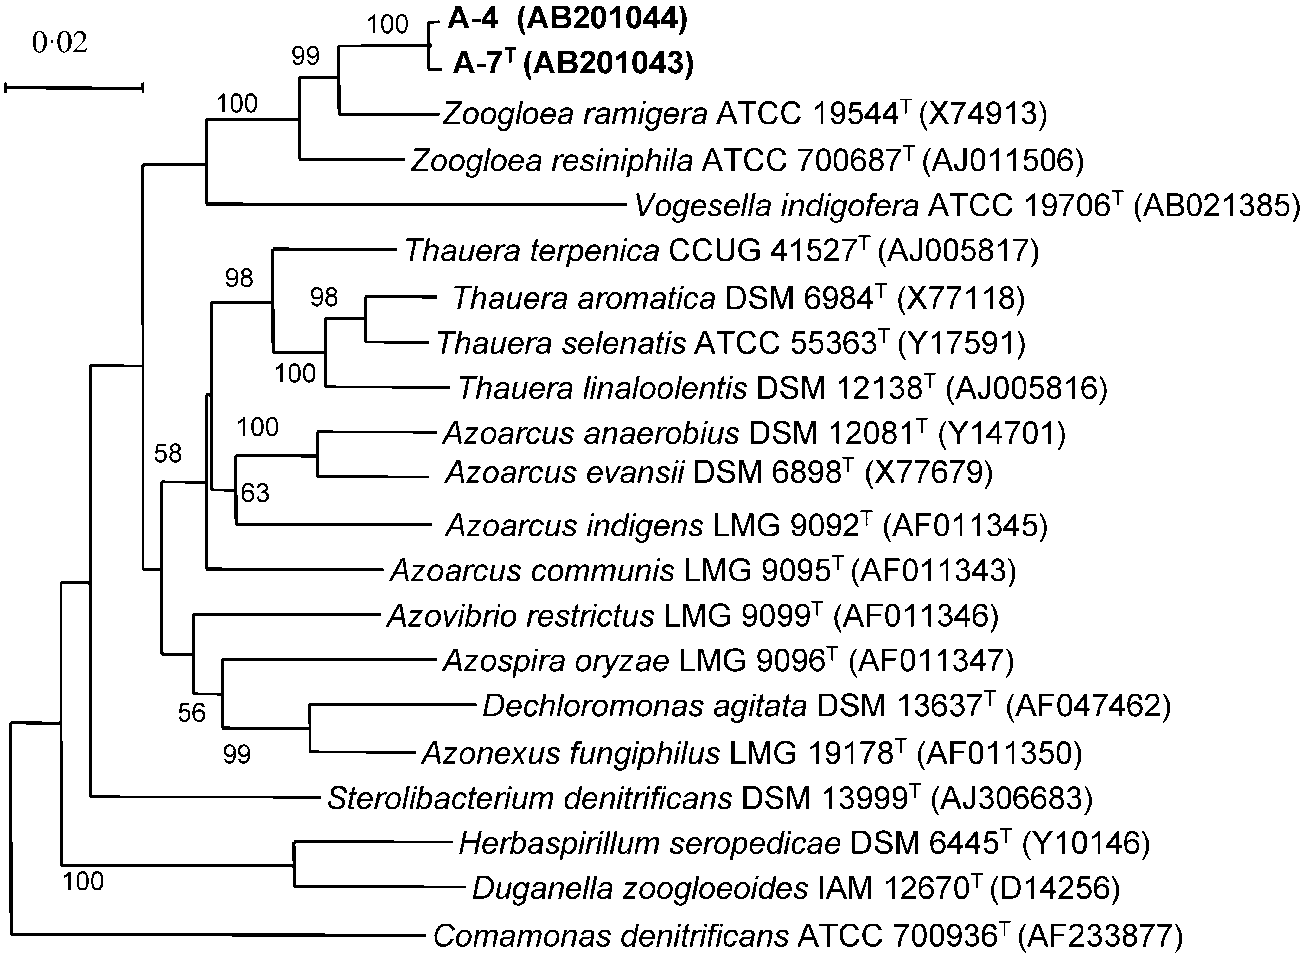 0·02
100
A-4 (AB201044)
99
A-7ᵀ (AB201043)
100
Zoogloea ramigera ATCC 19544ᵀ (X74913)
Zoogloea resiniphila ATCC 700687ᵀ (AJ011506)
Vogesella indigofera ATCC 19706ᵀ (AB021385)
Thauera terpenica CCUG 41527ᵀ (AJ005817)
98
98
Thauera aromatica DSM 6984ᵀ (X77118)
Thauera selenatis ATCC 55363ᵀ (Y17591)
100
Thauera linaloolentis DSM 12138ᵀ (AJ005816)
100
Azoarcus anaerobius DSM 12081ᵀ (Y14701)
58
Azoarcus evansii DSM 6898ᵀ (X77679)
63
Azoarcus indigens LMG 9092ᵀ (AF011345)
Azoarcus communis LMG 9095ᵀ (AF011343)
Azovibrio restrictus LMG 9099ᵀ (AF011346)
Azospira oryzae LMG 9096ᵀ (AF011347)
56
Dechloromonas agitata DSM 13637ᵀ (AF047462)
99
Azonexus fungiphilus LMG 19178ᵀ (AF011350)
Sterolibacterium denitrificans DSM 13999ᵀ (AJ306683)
Herbaspirillum seropedicae DSM 6445ᵀ (Y10146)
100
Duganella zoogloeoides IAM 12670ᵀ (D14256)
Comamonas denitrificans ATCC 700936ᵀ (AF233877)